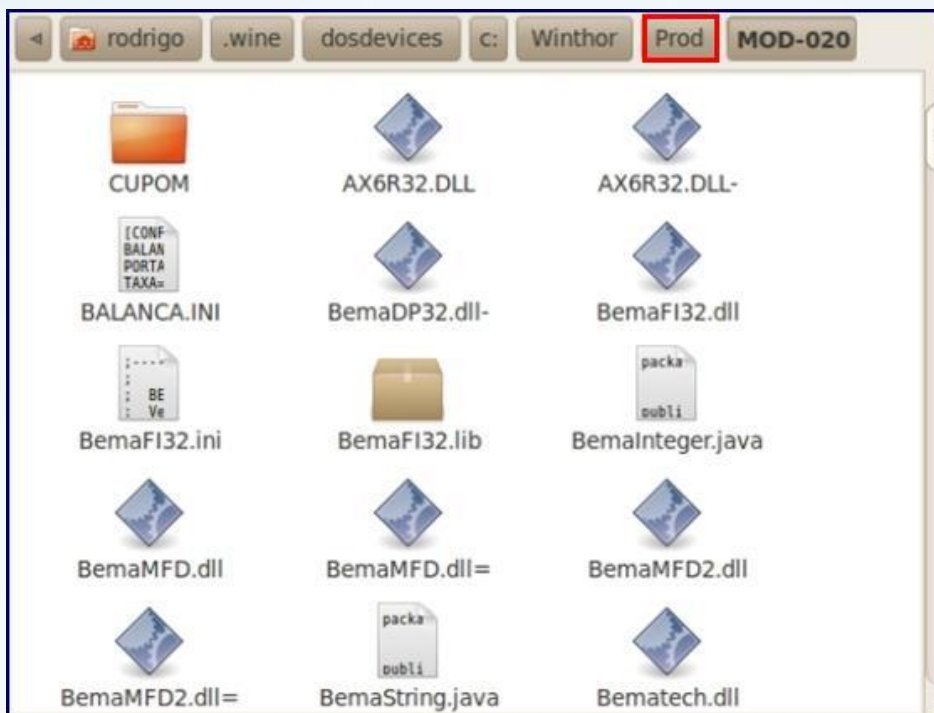 rodrigo .wine dosdevices c: Winthor Prod MOD-020
CUPOM AX6R32.DLL AX6R32.DLL-
[CONF
BALAN
PORTA
TAXA=
BALANCA.INI BemaDP32.dll- BemaFI32.dll
;----
;
; BE
; Ve
packa
publi
BemaFI32.ini BemaFI32.lib BemaInteger.java
BemaMFD.dll BemaMFD.dll= BemaMFD2.dll
packa
publi
BemaMFD2.dll= BemaString.java Bematech.dll